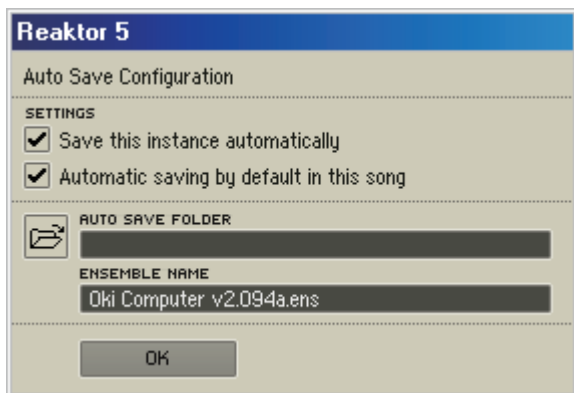 Reaktor 5
Auto Save Configuration
SETTINGS
Save this instance automatically
Automatic saving by default in this song
AUTO SAVE FOLDER
ENSEMBLE NAME
Oki Computer v2.094a.ens
OK